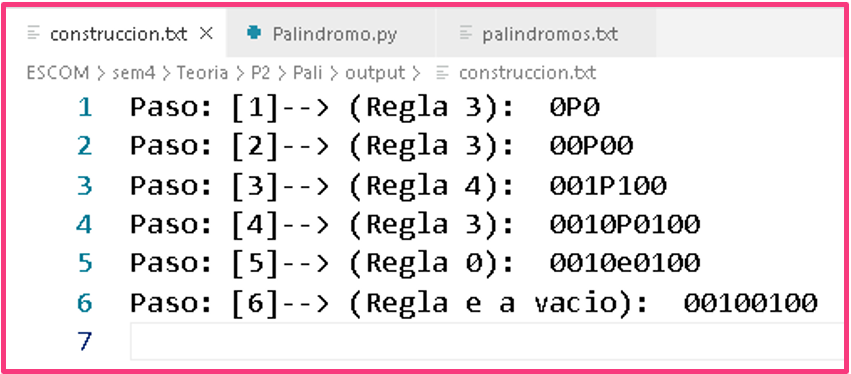 construccion.txt × Palindromo.py palindromos.txt
ESCOM > sem4 > Teoria > P2 > Pali > output > construccion.txt
1 Paso: [1]--> (Regla 3): 0P0
2 Paso: [2]--> (Regla 3): 00P00
3 Paso: [3]--> (Regla 4): 001P100
4 Paso: [4]--> (Regla 3): 0010P0100
5 Paso: [5]--> (Regla 0): 0010e0100
6 Paso: [6]--> (Regla e a vacio): 00100100
7